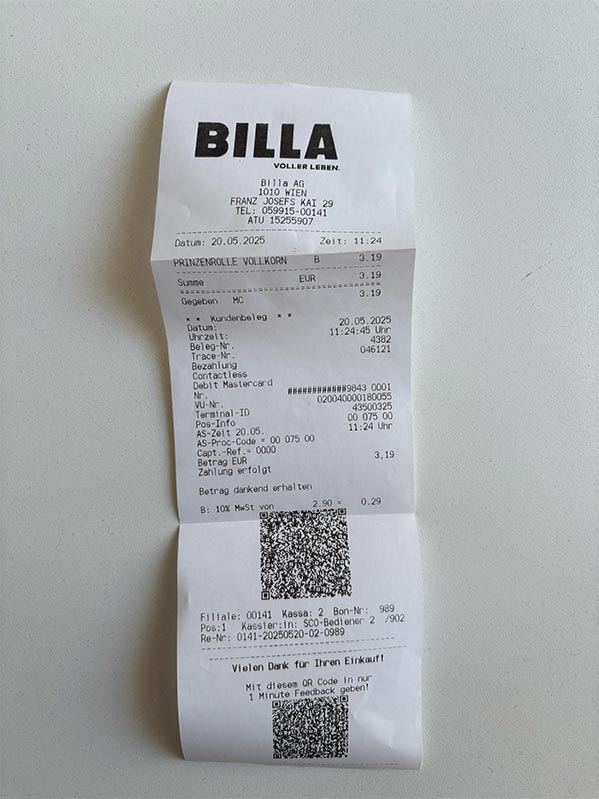 BILLA
VOLLER LEBEN.
Billa AG
1010 WIEN
FRANZ JOSEFS KAI 29
TEL: 059915-00141
ATU 15255907
Datum: 20.05.2025 Zeit: 11:24
PRINZENROLLE VOLLKORN B 3.19
Summe EUR 3.19
Gegeben MC 3.19
* * Kundenbeleg * *
Datum: 20.05.2025
Uhrzeit: 11:24:45 Uhr
Beleg-Nr. 4382
Trace-Nr. 046121
Bezahlung
Contactless
Debit Mastercard
Nr. ############9843 0001
VU-Nr. 020040000180055
Terminal-ID 43500325
Pos-Info 00 075 00
AS-Zeit 20.05. 11:24 Uhr
AS-Proc-Code = 00 075 00
Capt.-Ref.= 0000
Betrag EUR 3,19
Zahlung erfolgt
Betrag dankend erhalten
B: 10% MwSt von 2.90 = 0.29
Filiale: 00141 Kassa: 2 Bon-Nr: 989
Pos:1 Kassier:in: SCO-Bediener 2 /902
Re-Nr: 0141-20250520-02-0989
Vielen Dank für Ihren Einkauf!
Mit diesem QR Code in nur
1 Minute Feedback geben!